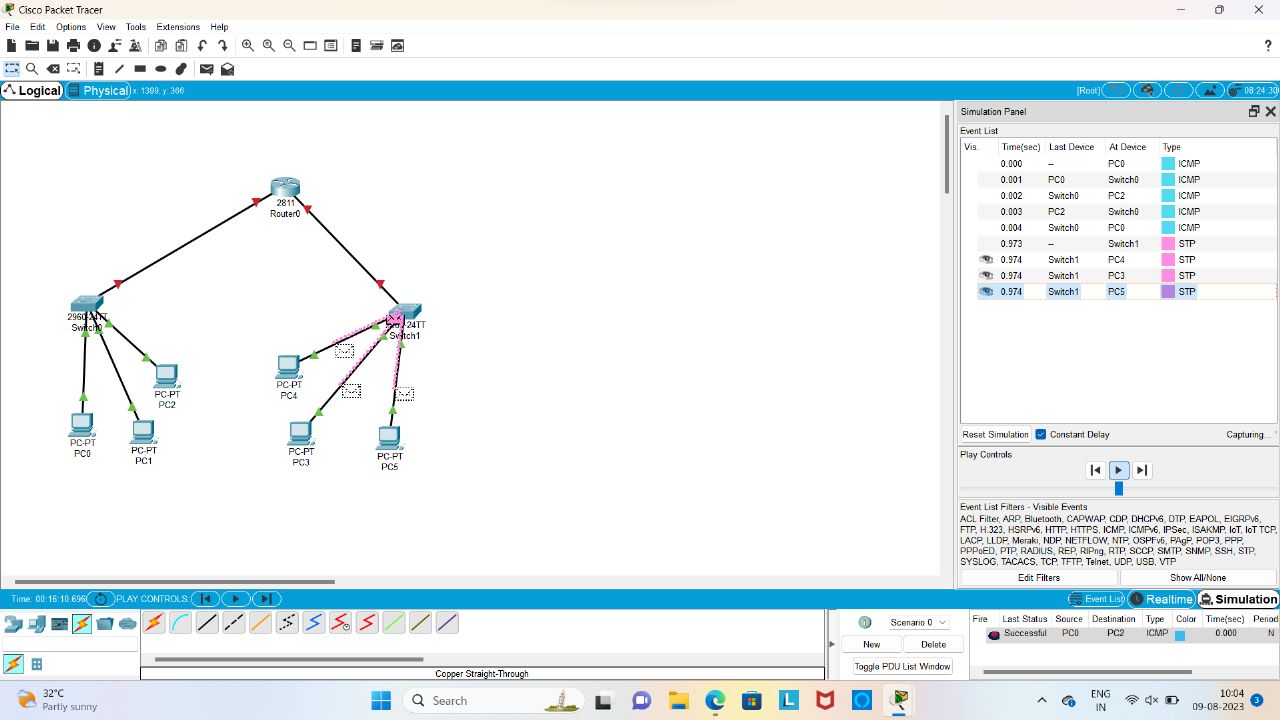 Cisco Packet Tracer
File Edit Options View Tools Extensions Help
?
Logical Physical x: 1399, y: 366 [Root] 08:24:30
2811
Router0
2960-24TT
Switch0
24TT
Switch1
PC-PT
PC2
PC-PT
PC4
PC-PT
PC0
PC-PT
PC1
PC-PT
PC3
PC-PT
PC5
Simulation Panel
Event List
Vis. Time(sec) Last Device At Device Type
0.000 -- PC0 ICMP
0.001 PC0 Switch0 ICMP
0.002 Switch0 PC2 ICMP
0.003 PC2 Switch0 ICMP
0.004 Switch0 PC0 ICMP
0.973 -- Switch1 STP
0.974 Switch1 PC4 STP
0.974 Switch1 PC3 STP
0.974 Switch1 PC5 STP
Reset Simulation Constant Delay Capturing...
Play Controls
Event List Filters - Visible Events
ACL Filter, ARP, Bluetooth, CAPWAP, CDP, DHCPv6, DTP, EAPOL, EIGRPv6,
FTP, H.323, HSRPv6, HTTP, HTTPS, ICMP, ICMPv6, IPSec, ISAKMP, IoT, IoT TCP,
LACP, LLDP, Meraki, NDP, NETFLOW, NTP, OSPFv6, PAgP, POP3, PPP,
PPPoED, PTP, RADIUS, REP, RIPng, RTP, SCCP, SMTP, SNMP, SSH, STP,
SYSLOG, TACACS, TCP, TFTP, Telnet, UDP, USB, VTP
Edit Filters Show All/None
Time: 00:16:10.696 PLAY CONTROLS: Event List Realtime Simulation
Scenario 0
New Delete
Toggle PDU List Window
Fire Last Status Source Destination Type Color Time(sec) Period
Successful PC0 PC2 ICMP 0.000 N
Copper Straight-Through
32°C
Partly sunny
Search
L
ENG
IN
10:04
09-08-2023
3